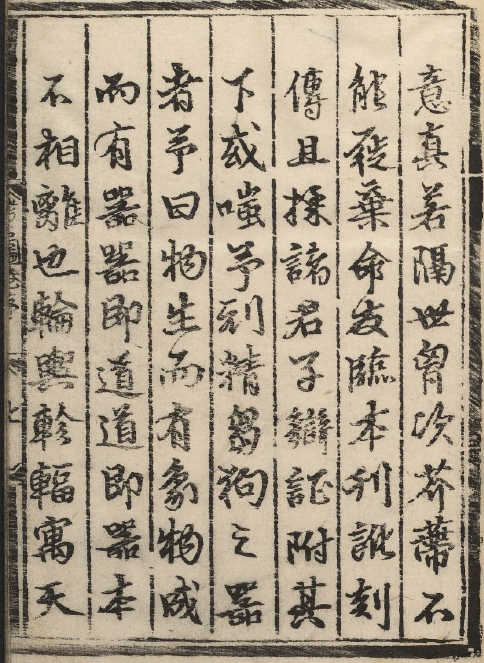 意真若隔世胷次芥蔕不
能棄命友臨本刋訛刻
傳且採諸君子辯証附其
下或嗤予刻精芻狗之器
者予曰物生而有象物成
而有器器即道道即器本
不相離也輪輿軫輻寓天